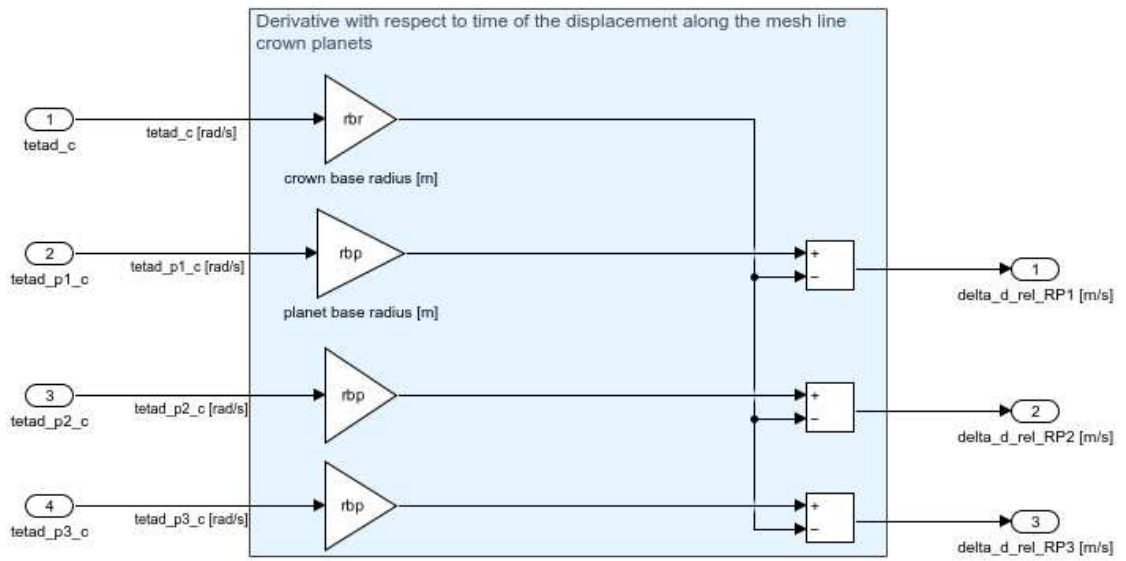 Derivative with respect to time of the displacement along the mesh line
crown planets
1
tetad_c
tetad_c [rad/s]
rbr
crown base radius [m]
2
tetad_p1_c
tetad_p1_c [rad/s]
rbp
planet base radius [m]
+
−
1
delta_d_rel_RP1 [m/s]
3
tetad_p2_c
tetad_p2_c [rad/s]
rbp
+
−
2
delta_d_rel_RP2 [m/s]
4
tetad_p3_c
tetad_p3_c [rad/s]
rbp
+
−
3
delta_d_rel_RP3 [m/s]